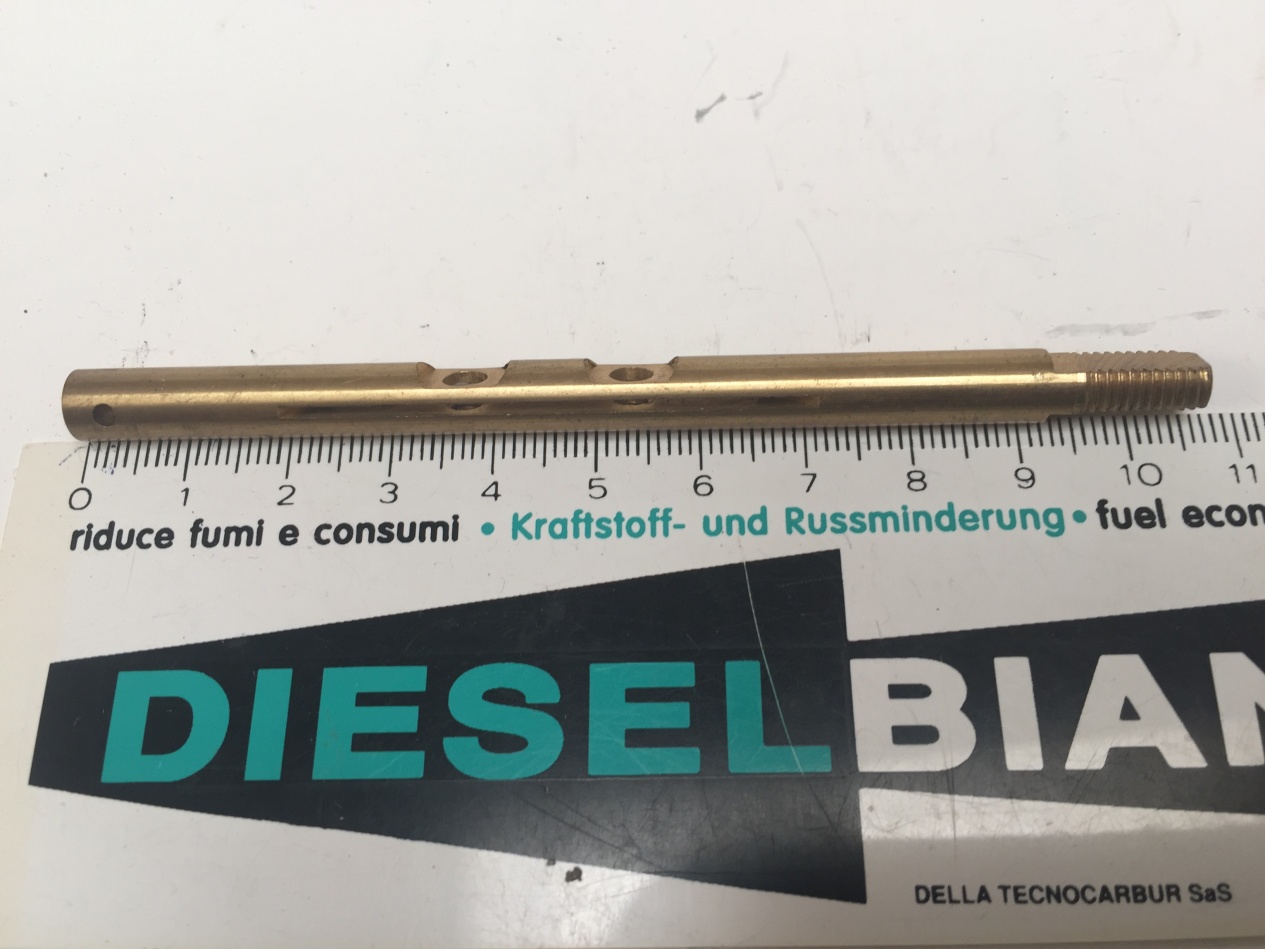 0 1 2 3 4 5 6 7 8 9 10 11
riduce fumi e consumi • Kraftstoff- und Russminderung • fuel econ
DIESELBIAN
DELLA TECNOCARBUR SaS